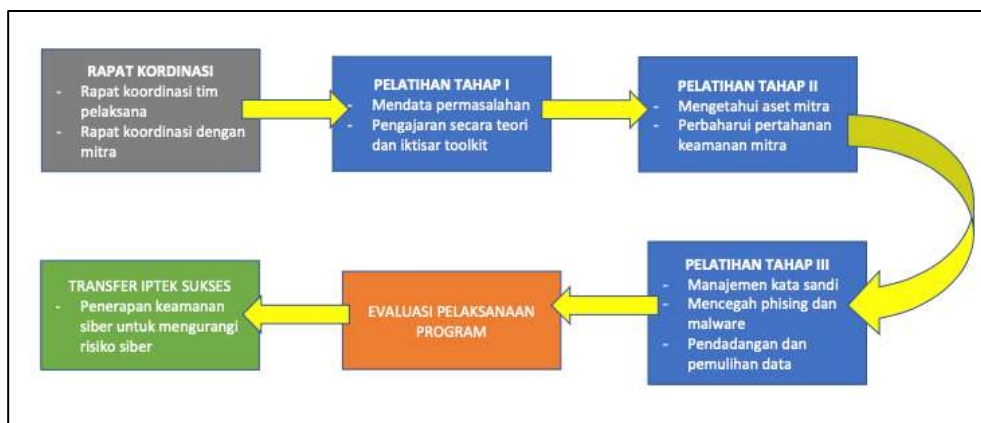 RAPAT KORDINASI
- Rapat koordinasi tim
pelaksana
- Rapat koordinasi dengan
mitra
PELATIHAN TAHAP I
- Mendata permasalahan
- Pengajaran secara teori
dan iktisar toolkit
PELATIHAN TAHAP II
- Mengetahui aset mitra
- Perbaharui pertahanan
keamanan mitra
PELATIHAN TAHAP III
- Manajemen kata sandi
- Mencegah phising dan
malware
- Pendadangan dan
pemulihan data
EVALUASI PELAKSANAAN
PROGRAM
TRANSFER IPTEK SUKSES
- Penerapan keamanan
siber untuk mengurangi
risiko siber